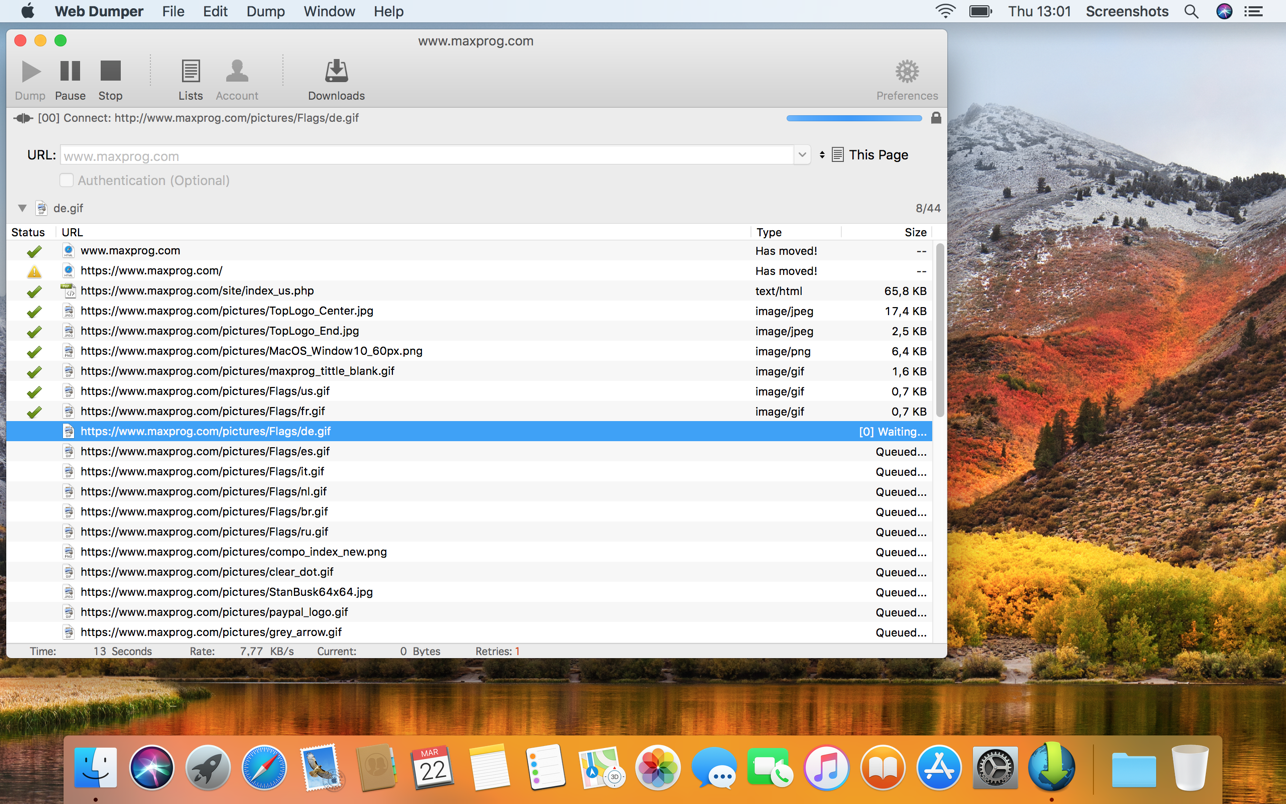 Web Dumper File Edit Dump Window Help Thu 13:01 Screenshots
www.maxprog.com
Dump Pause Stop Lists Account Downloads Preferences
[00] Connect: http://www.maxprog.com/pictures/Flags/de.gif
URL: www.maxprog.com This Page
Authentication (Optional)
de.gif 8/44
Status URL Type Size
www.maxprog.com Has moved! --
https://www.maxprog.com/ Has moved! --
https://www.maxprog.com/site/index_us.php text/html 65,8 KB
https://www.maxprog.com/pictures/TopLogo_Center.jpg image/jpeg 17,4 KB
https://www.maxprog.com/pictures/TopLogo_End.jpg image/jpeg 2,5 KB
https://www.maxprog.com/pictures/MacOS_Window10_60px.png image/png 6,4 KB
https://www.maxprog.com/pictures/maxprog_tittle_blank.gif image/gif 1,6 KB
https://www.maxprog.com/pictures/Flags/us.gif image/gif 0,7 KB
https://www.maxprog.com/pictures/Flags/fr.gif image/gif 0,7 KB
https://www.maxprog.com/pictures/Flags/de.gif [0] Waiting...
https://www.maxprog.com/pictures/Flags/es.gif Queued...
https://www.maxprog.com/pictures/Flags/it.gif Queued...
https://www.maxprog.com/pictures/Flags/nl.gif Queued...
https://www.maxprog.com/pictures/Flags/br.gif Queued...
https://www.maxprog.com/pictures/Flags/ru.gif Queued...
https://www.maxprog.com/pictures/compo_index_new.png Queued...
https://www.maxprog.com/pictures/clear_dot.gif Queued...
https://www.maxprog.com/pictures/StanBusk64x64.jpg Queued...
https://www.maxprog.com/pictures/paypal_logo.gif Queued...
https://www.maxprog.com/pictures/grey_arrow.gif Queued...
Time: 13 Seconds Rate: 7,77 KB/s Current: 0 Bytes Retries: 1
MAR
22
3D